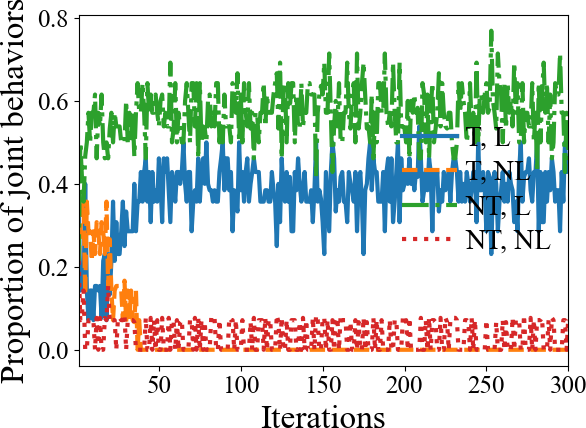 Proportion of joint behaviors
0.8
0.6
0.4
0.2
0.0
T, L
T, NL
NT, L
NT, NL
50
100
150
200
250
300
Iterations